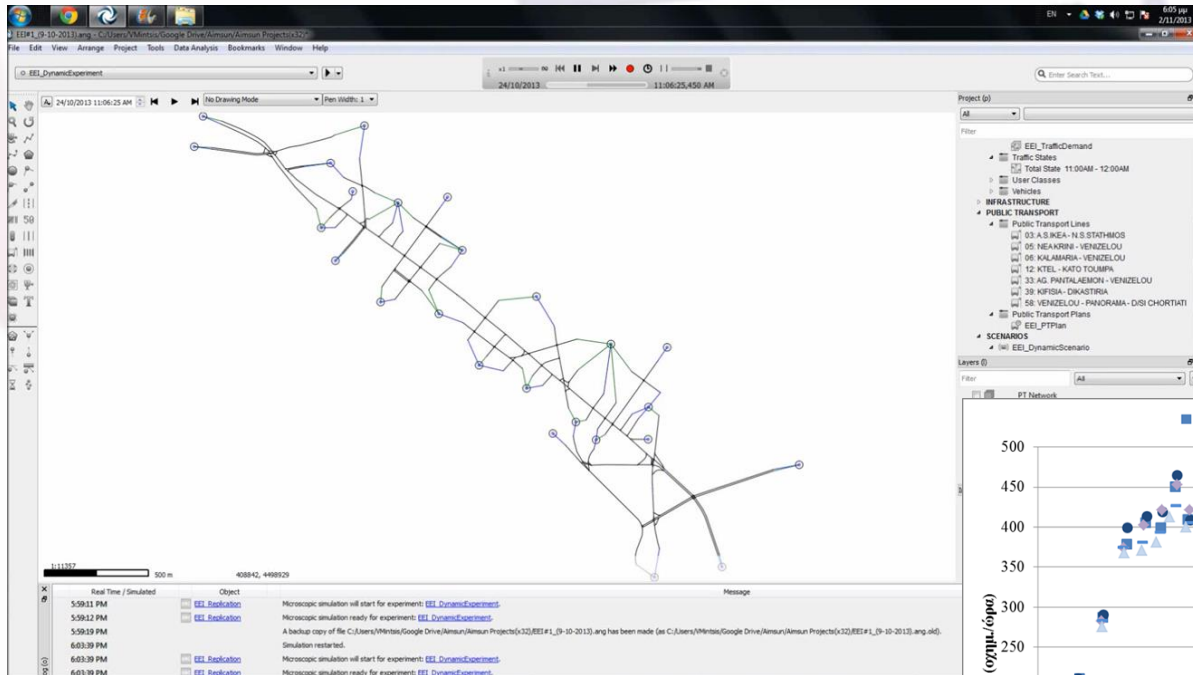 EN
6:05 μμ
2/11/2013
EEI#1_(9-10-2013).ang - C:/Users/VMintsis/Google Drive/Aimsun/Aimsun Projects(x32)/*
File Edit View Arrange Project Tools Data Analysis Bookmarks Window Help
EEI_DynamicExperiment
x1
24/10/2013
11:06:25,450 AM
Enter Search Text...
24/10/2013 11:06:25 AM
No Drawing Mode
Pen Width: 1
Project (p)
All
Filter
EEI_TrafficDemand
Traffic States
Total State 11:00AM - 12:00AM
User Classes
Vehicles
INFRASTRUCTURE
PUBLIC TRANSPORT
Public Transport Lines
03: A.S.IKEA - N.S.STATHMOS
05: NEA KRINI - VENIZELOU
06: KALAMARIA - VENIZELOU
12: KTEL - KATO TOUMPA
33: AG. PANTALAEMON - VENIZELOU
39: KIFISIA - DIKASTIRIA
58: VENIZELOU - PANORAMA - D/SI CHORTIATI
Public Transport Plans
EEI_PTPlan
SCENARIOS
EEI_DynamicScenario
Layers (l)
Filter
All
PT Network
1:11357
500 m
408842, 4498929
Real Time / Simulated Object Message
5:59:11 PM EEI_Replication Microscopic simulation will start for experiment: EEI_DynamicExperiment.
5:59:12 PM EEI_Replication Microscopic simulation ready for experiment: EEI_DynamicExperiment.
5:59:19 PM A backup copy of file C:/Users/VMintsis/Google Drive/Aimsun/Aimsun Projects(x32)/EEI#1_(9-10-2013).ang has been made (as C:/Users/VMintsis/Google Drive/Aimsun/Aimsun Projects(x32)/EEI#1_(9-10-2013).ang.old).
6:03:39 PM Simulation restarted.
6:03:39 PM EEI_Replication Microscopic simulation will start for experiment: EEI_DynamicExperiment.
6:03:39 PM EEI_Replication Microscopic simulation ready for experiment: EEI_DynamicExperiment.
500
450
400
350
300
250
(οχημ/ώρα)